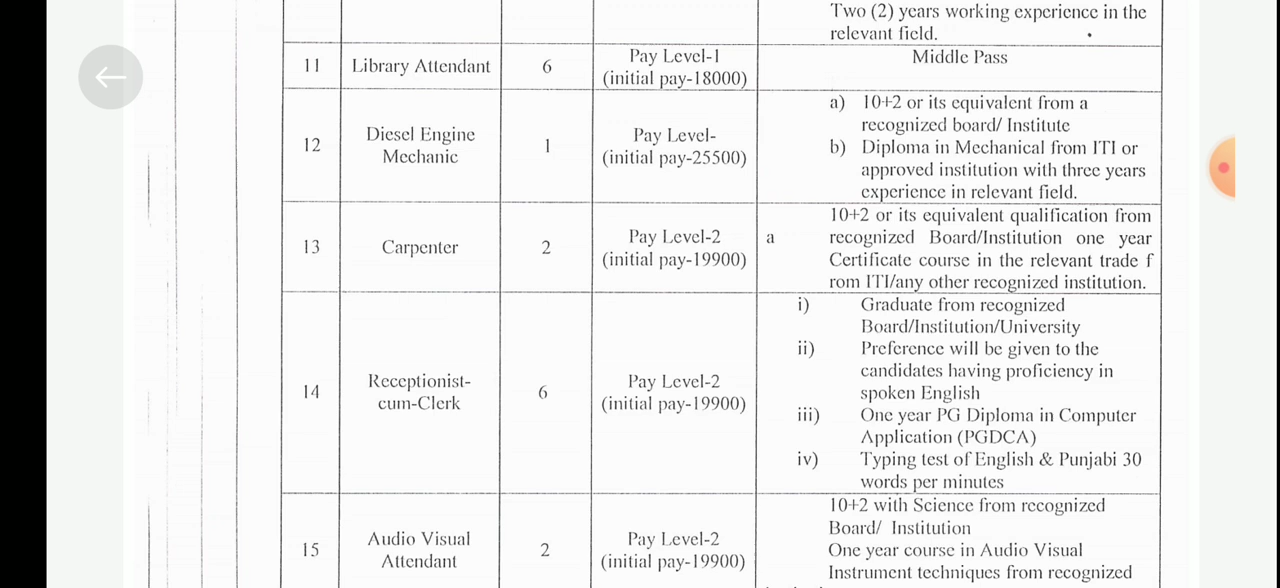 Two (2) years working experience in the
relevant field.
11 Library Attendant 6 Pay Level-1 (initial pay-18000) Middle Pass
12 Diesel Engine Mechanic 1 Pay Level- (initial pay-25500)
a) 10+2 or its equivalent from a
recognized board/ Institute
b) Diploma in Mechanical from ITI or
approved institution with three years
experience in relevant field.
13 Carpenter 2 Pay Level-2 (initial pay-19900)
10+2 or its equivalent qualification from
a recognized Board/Institution one year
Certificate course in the relevant trade f
rom ITI/any other recognized institution.
14 Receptionist-cum-Clerk 6 Pay Level-2 (initial pay-19900)
i) Graduate from recognized
Board/Institution/University
ii) Preference will be given to the
candidates having proficiency in
spoken English
iii) One year PG Diploma in Computer
Application (PGDCA)
iv) Typing test of English & Punjabi 30
words per minutes
15 Audio Visual Attendant 2 Pay Level-2 (initial pay-19900)
10+2 with Science from recognized
Board/ Institution
One year course in Audio Visual
Instrument techniques from recognized